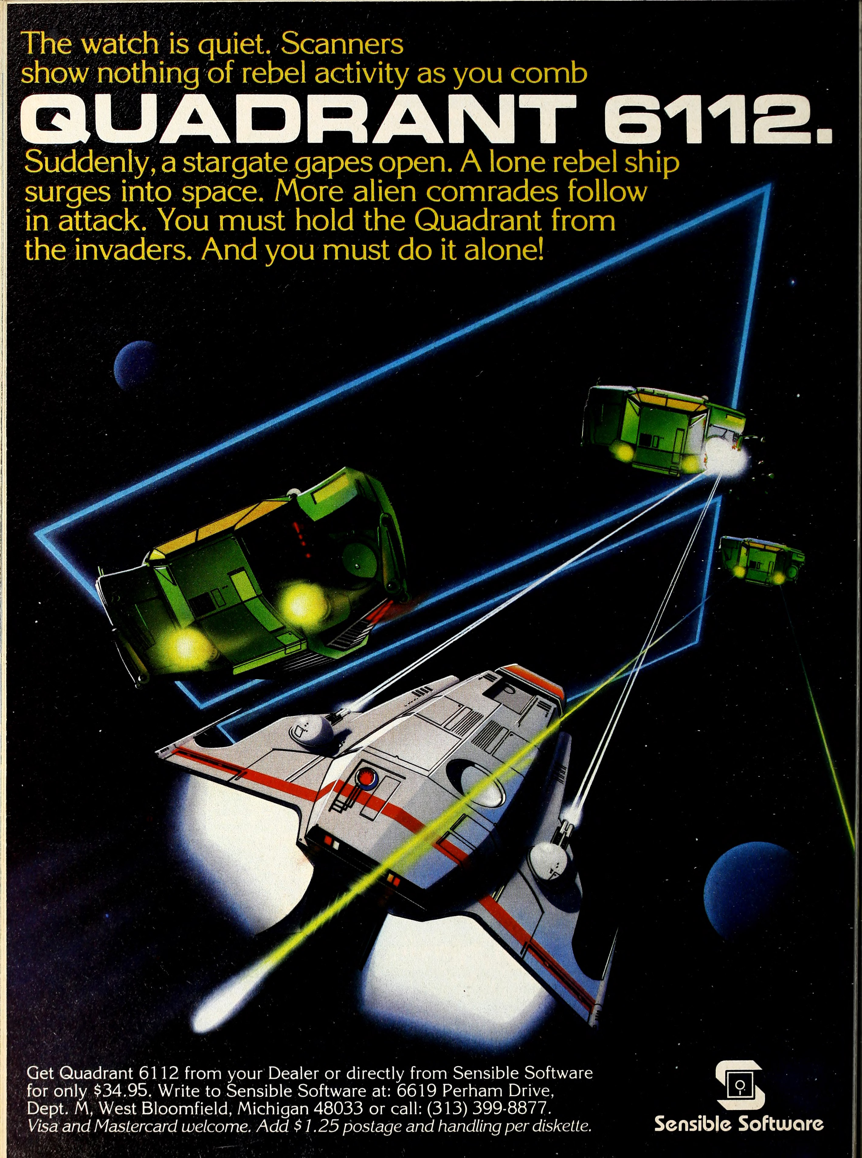 The watch is quiet. Scanners
show nothing of rebel activity as you comb
QUADRANT 6112.
Suddenly, a stargate gapes open. A lone rebel ship
surges into space. More alien comrades follow
in attack. You must hold the Quadrant from
the invaders. And you must do it alone!
Get Quadrant 6112 from your Dealer or directly from Sensible Software
for only $34.95. Write to Sensible Software at: 6619 Perham Drive,
Dept. M, West Bloomfield, Michigan 48033 or call: (313) 399-8877.
Visa and Mastercard welcome. Add $1.25 postage and handling per diskette.
Sensible Software